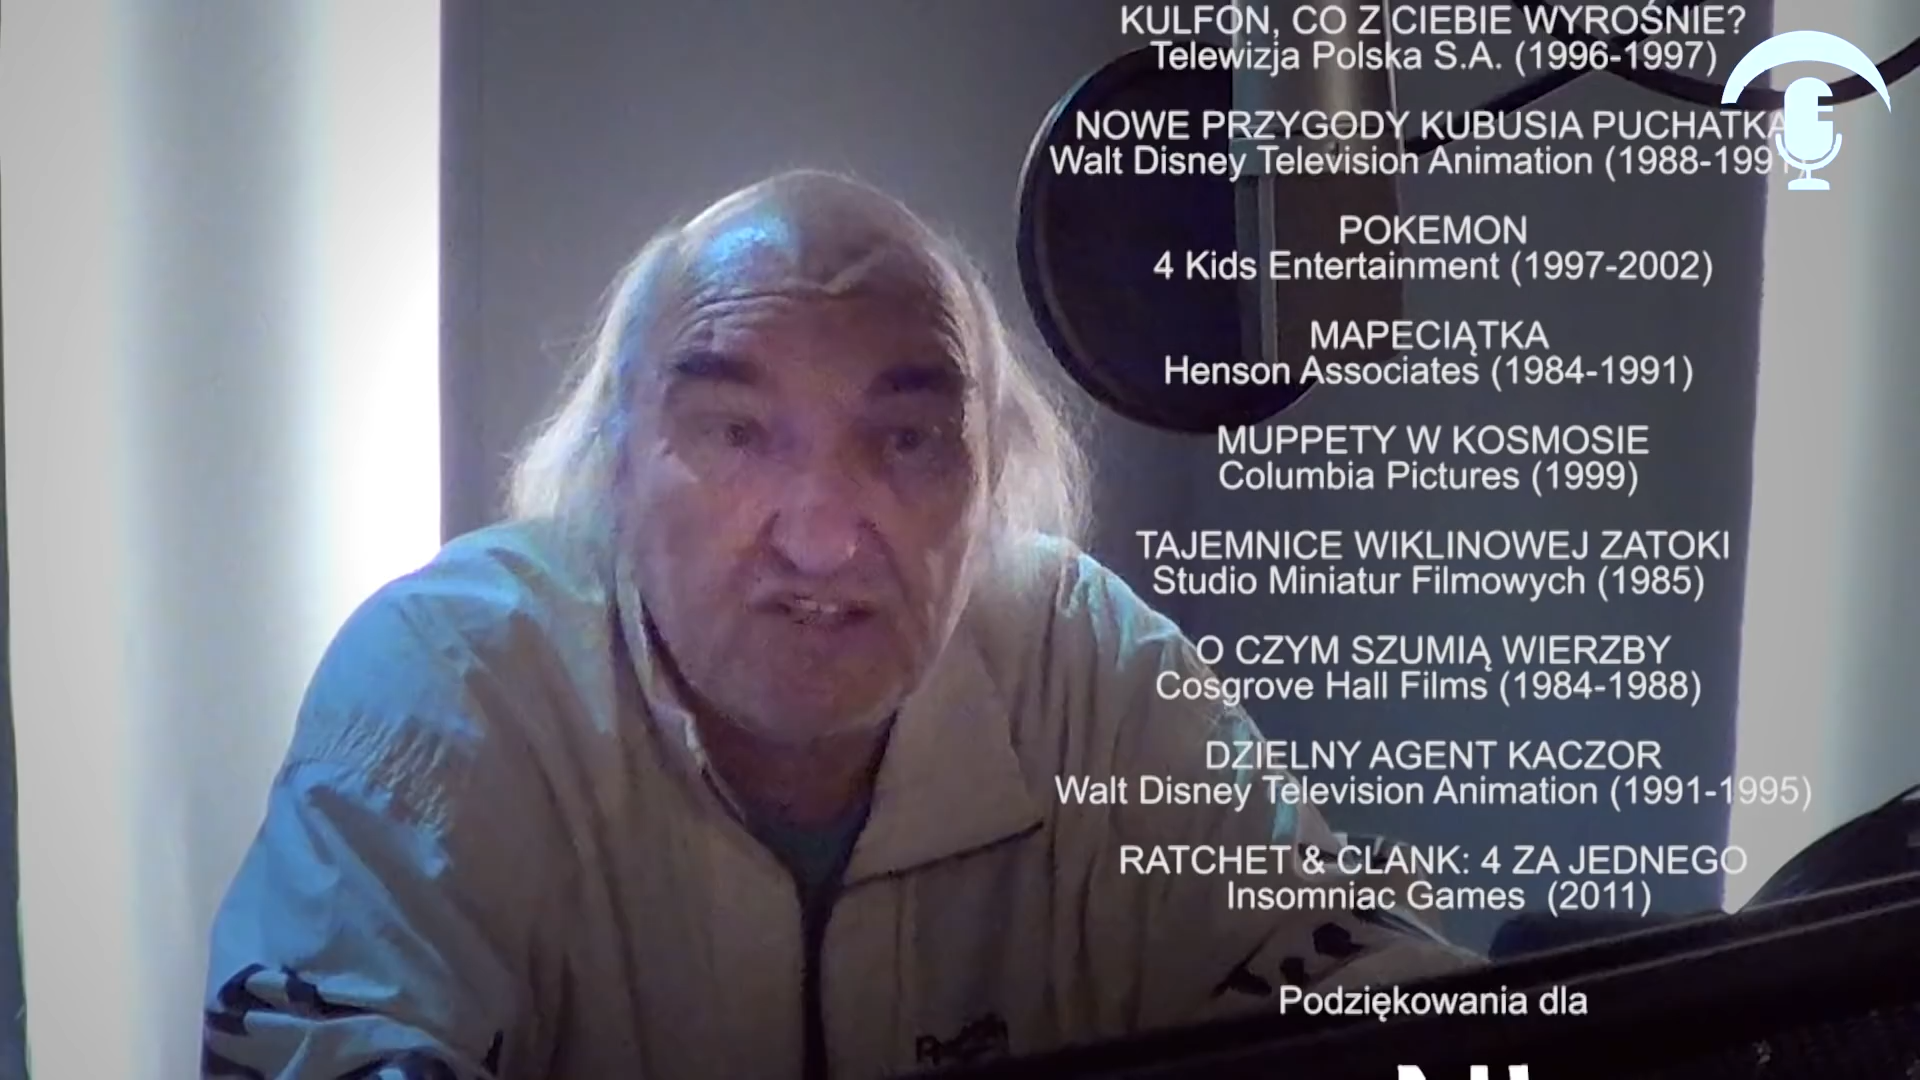 KULFON, CO Z CIEBIE WYROŚNIE?
Telewizja Polska S.A. (1996-1997)
NOWE PRZYGODY KUBUSIA PUCHATKA
Walt Disney Television Animation (1988-1991)
POKEMON
4 Kids Entertainment (1997-2002)
MAPECIĄTKA
Henson Associates (1984-1991)
MUPPETY W KOSMOSIE
Columbia Pictures (1999)
TAJEMNICE WIKLINOWEJ ZATOKI
Studio Miniatur Filmowych (1985)
O CZYM SZUMIĄ WIERZBY
Cosgrove Hall Films (1984-1988)
DZIELNY AGENT KACZOR
Walt Disney Television Animation (1991-1995)
RATCHET & CLANK: 4 ZA JEDNEGO
Insomniac Games (2011)
Podziękowania dla